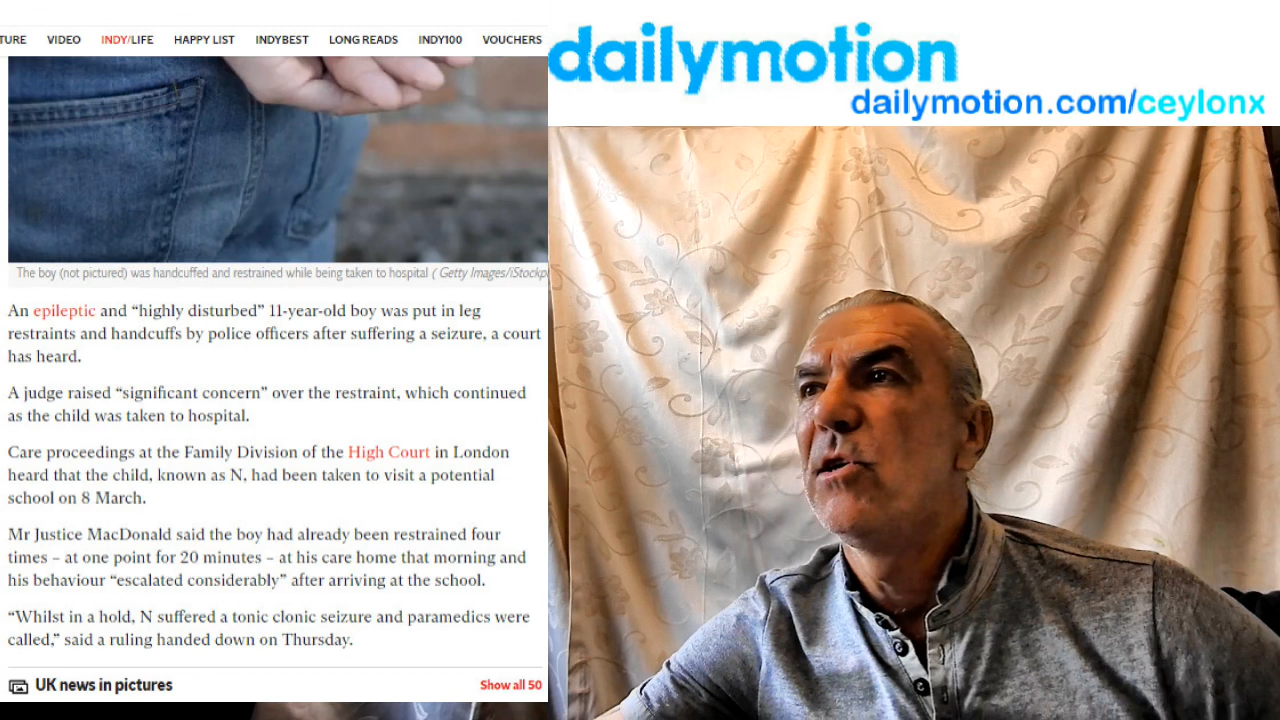 TURE VIDEO INDY/LIFE HAPPY LIST INDYBEST LONG READS INDY100 VOUCHERS
The boy (not pictured) was handcuffed and restrained while being taken to hospital ( Getty Images/iStockp
An epileptic and “highly disturbed” 11-year-old boy was put in leg
restraints and handcuffs by police officers after suffering a seizure, a court
has heard.
A judge raised “significant concern” over the restraint, which continued
as the child was taken to hospital.
Care proceedings at the Family Division of the High Court in London
heard that the child, known as N, had been taken to visit a potential
school on 8 March.
Mr Justice MacDonald said the boy had already been restrained four
times – at one point for 20 minutes – at his care home that morning and
his behaviour “escalated considerably” after arriving at the school.
“Whilst in a hold, N suffered a tonic clonic seizure and paramedics were
called,” said a ruling handed down on Thursday.
UK news in pictures
Show all 50
dailymotion
dailymotion.com/ceylonx